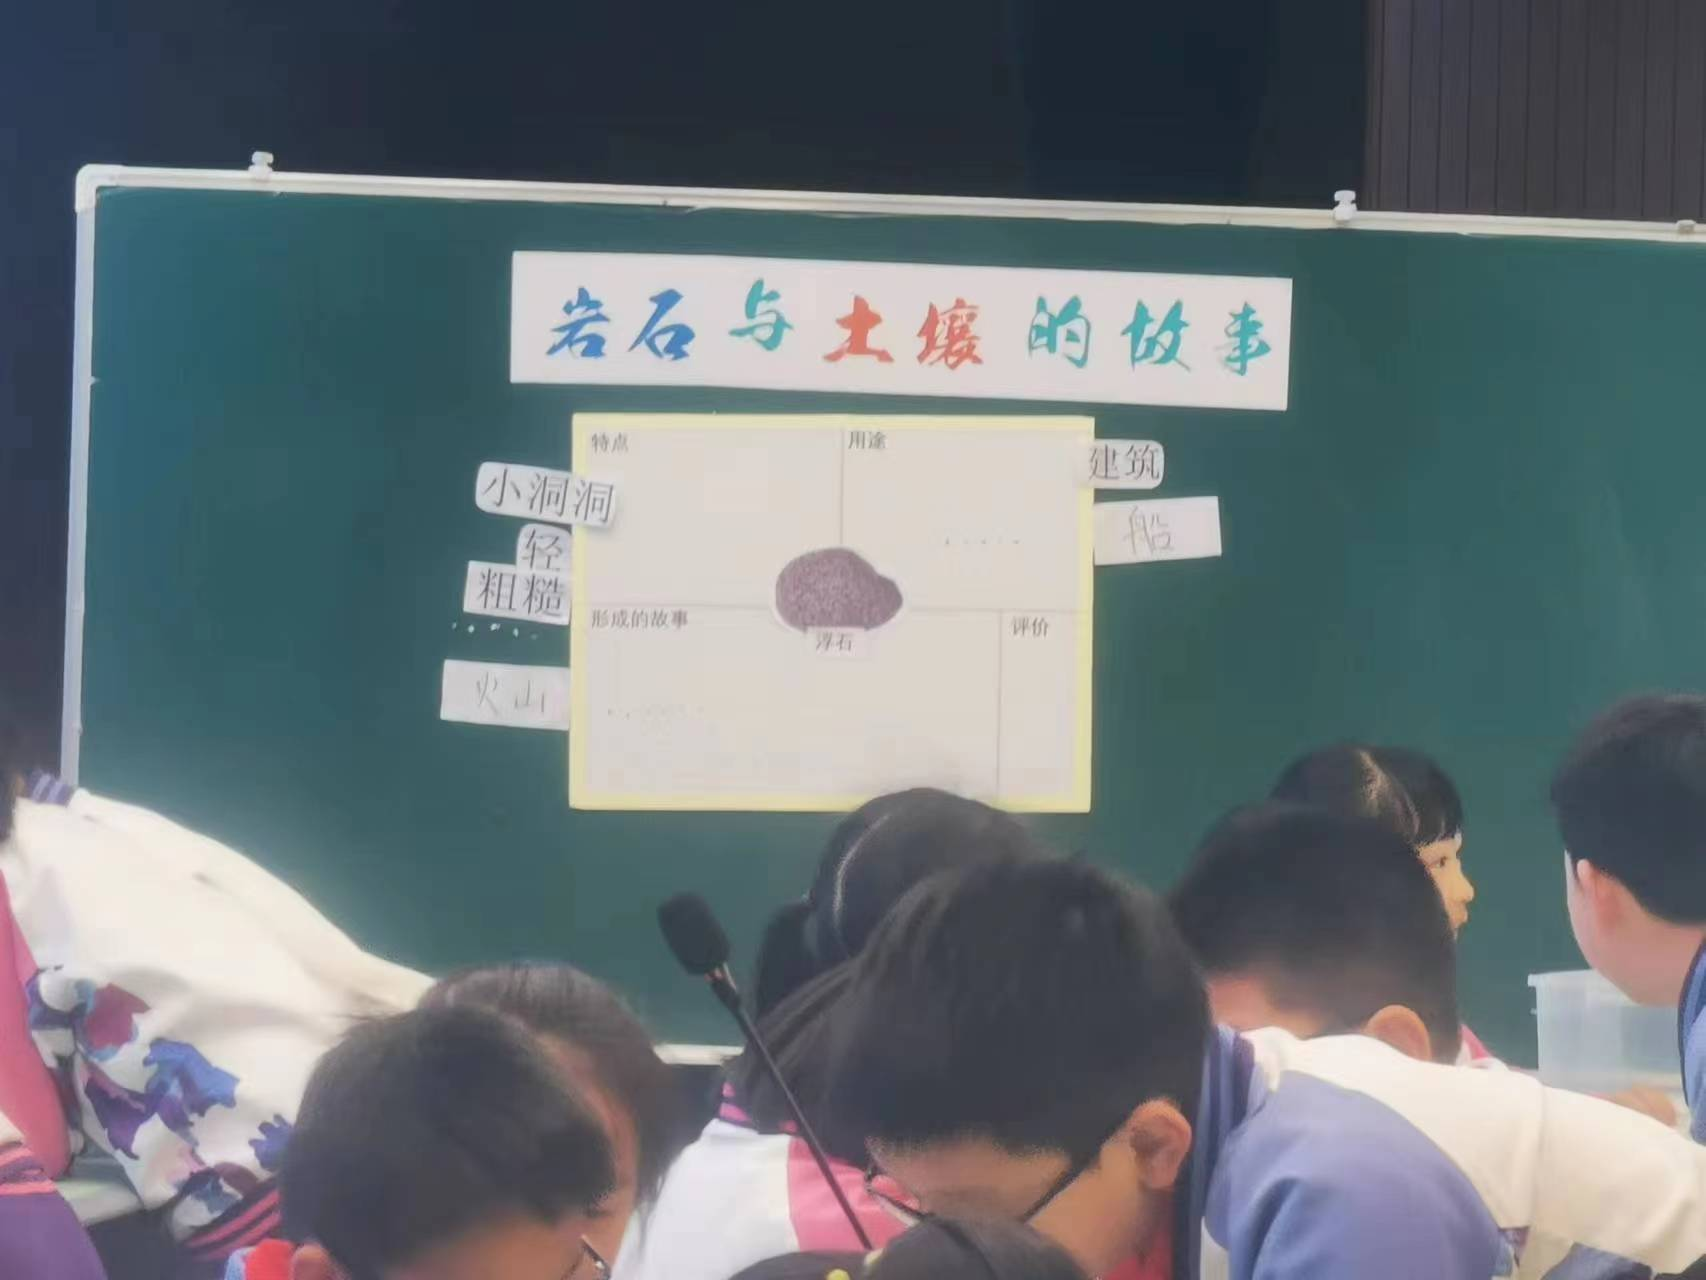 岩石与土壤的故事
特点
用途
小洞洞
轻
粗糙
火山
建筑
船
浮石
形成的故事
评价